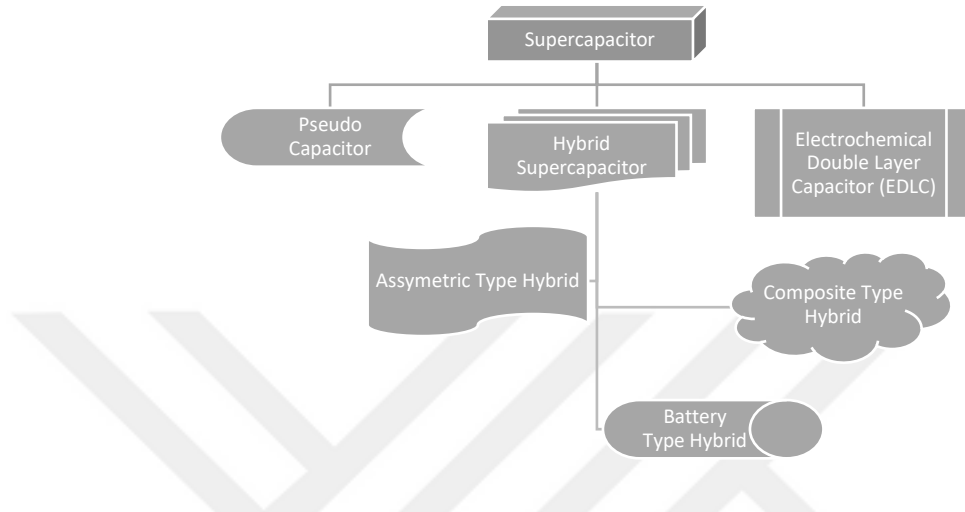 Supercapacitor
Pseudo
Capacitor
Hybrid
Supercapacitor
Electrochemical
Double Layer
Capacitor (EDLC)
Assymetric Type Hybrid
Composite Type
Hybrid
Battery
Type Hybrid